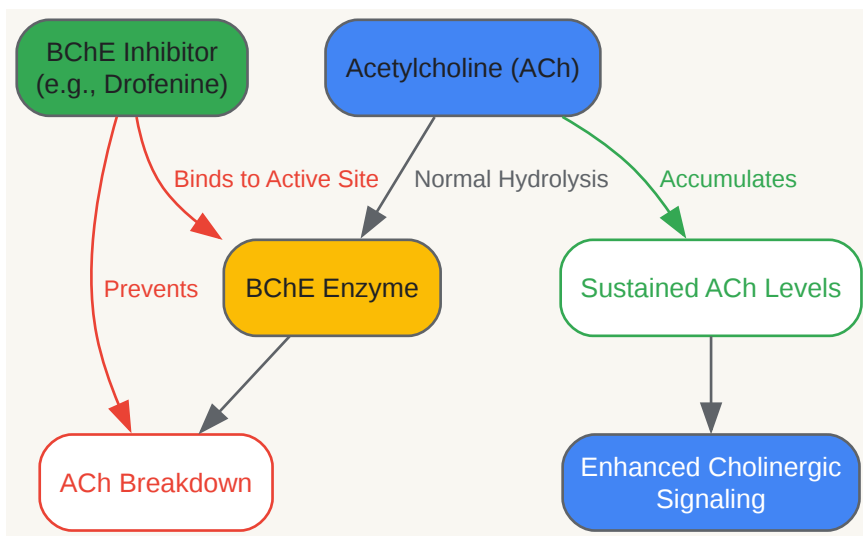 BChE Inhibitor
(e.g., Drofenine)
Acetylcholine (ACh)
Binds to Active Site
Normal Hydrolysis
Accumulates
Prevents
BChE Enzyme
Sustained ACh Levels
ACh Breakdown
Enhanced Cholinergic
Signaling